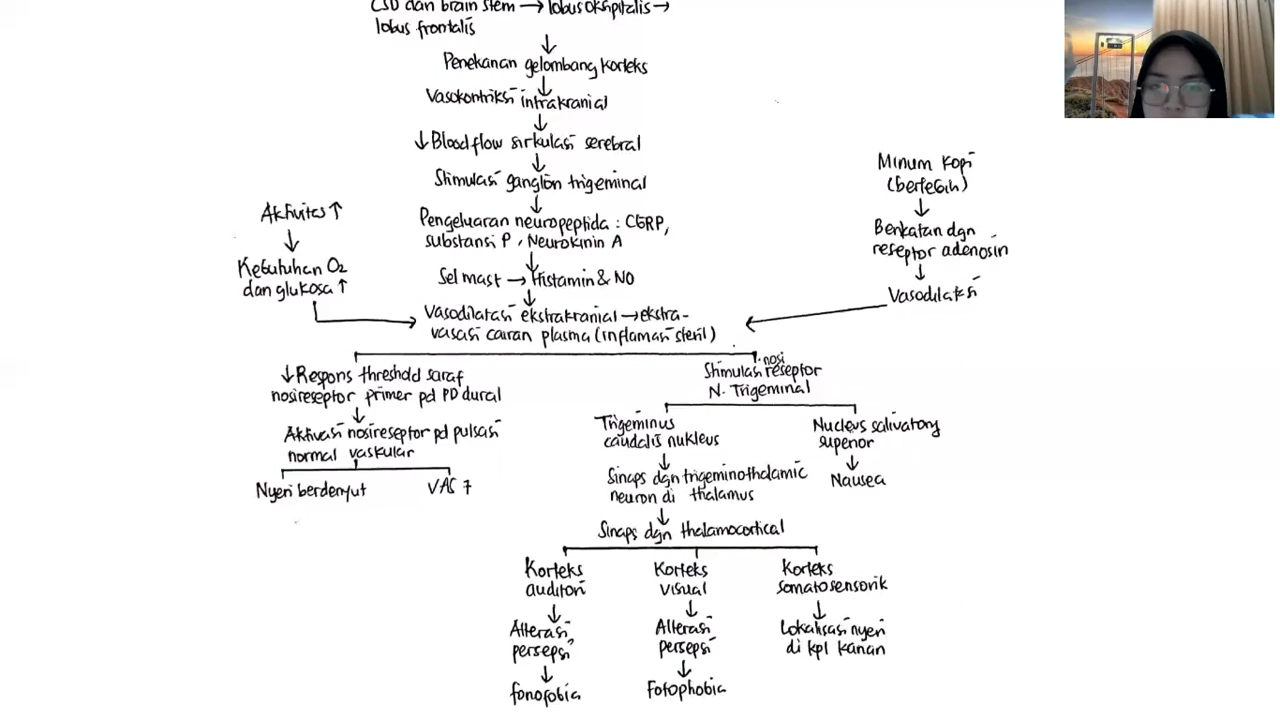 CSD dan brain stem → lobus oksipitalis →
lobus frontalis
↓
Penekanan gelombang korteks
↓
Vasokontriksi intrakranial
↓
↓ Blood flow sirkulasi serebral
↓
Stimulasi ganglion trigeminal
↓
Pengeluaran neuropeptida : CGRP,
substansi P, Neurokinin A
↓
Sel mast → Histamin & NO
↓
Vasodilatasi ekstrakranial → ekstra-
vasasi cairan plasma (inflamasi steril)
Aktivitas ↑
↓
Kebutuhan O2
dan glukosa ↑
Minum kopi
(berlebih)
↓
Berikatan dgn
reseptor adenosin
↓
Vasodilatsi
↓ Respons threshold saraf
nosireseptor primer pd PD dural
↓
Aktivasi nosireseptor pd pulsasi
normal vaskular
Nyeri berdenyut
VAS 7
nosi
Stimulasi reseptor
N. Trigeminal
Trigeminus
caudalis nukleus
↓
Sinaps dgn trigeminothalamic
neuron di thalamus
↓
Sinaps dgn thalamocortical
Nucleus salivatory
superior
↓
Nausea
Korteks
auditori
↓
Alterasi
persepsi
↓
fonofobia
Korteks
visual
↓
Alterasi
persepsi
↓
Fotophobia
Korteks
somatosensorik
↓
Lokalisasi nyeri
di kpl kanan